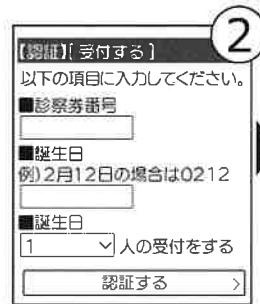 ②
【認証】[ 受付する ]
以下の項目に入力してください。
■診察券番号
■誕生日
例)2月12日の場合は0212
■誕生日
1 人の受付をする
認証する >